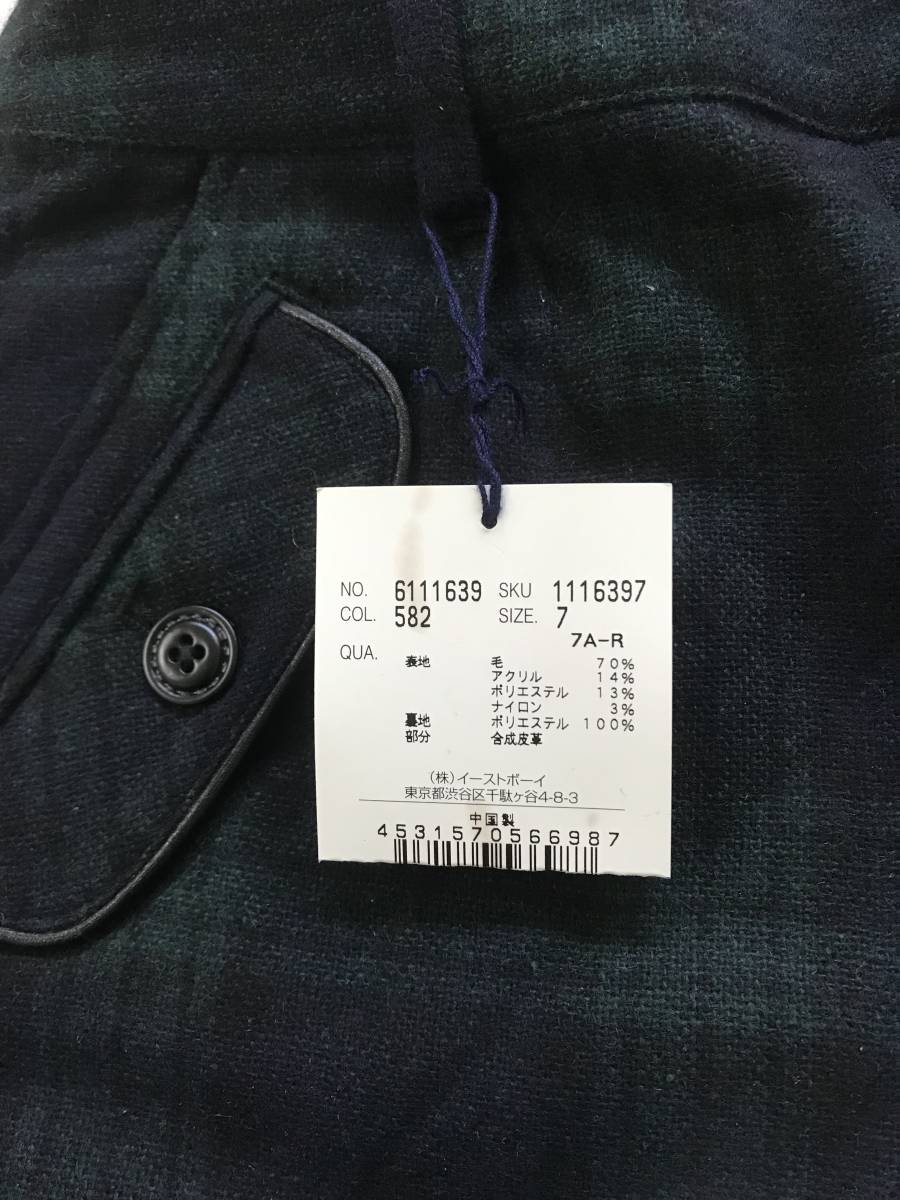 NO. 6111639 SKU 1116397
COL. 582 SIZE. 7
7A-R
QUA. 表地 毛 70%
アクリル 14%
ポリエステル 13%
ナイロン 3%
裏地 ポリエステル 100%
部分 合成皮革
(株)イーストボーイ
東京都渋谷区千駄ヶ谷4-8-3
中国製
4531570566987